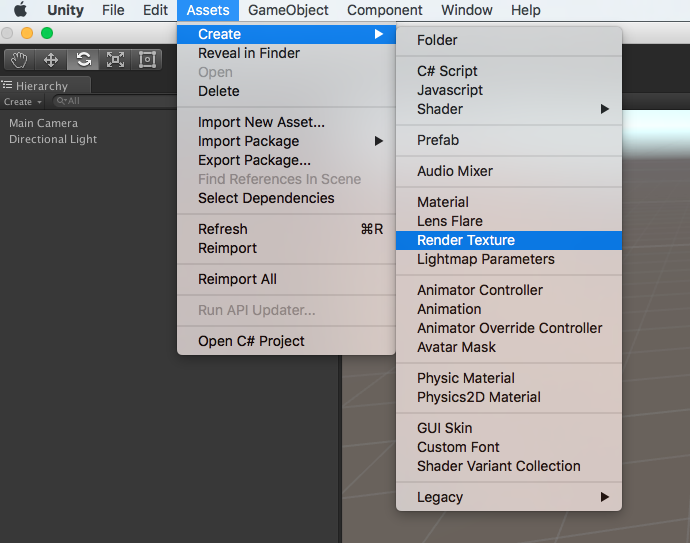 Unity File Edit Assets GameObject Component Window Help
Hierarchy
Create All
Main Camera
Directional Light
Create
Reveal in Finder
Open
Delete
Import New Asset...
Import Package
Export Package...
Find References In Scene
Select Dependencies
Refresh ⌘R
Reimport
Reimport All
Run API Updater...
Open C# Project
Folder
C# Script
Javascript
Shader
Prefab
Audio Mixer
Material
Lens Flare
Render Texture
Lightmap Parameters
Animator Controller
Animation
Animator Override Controller
Avatar Mask
Physic Material
Physics2D Material
GUI Skin
Custom Font
Shader Variant Collection
Legacy